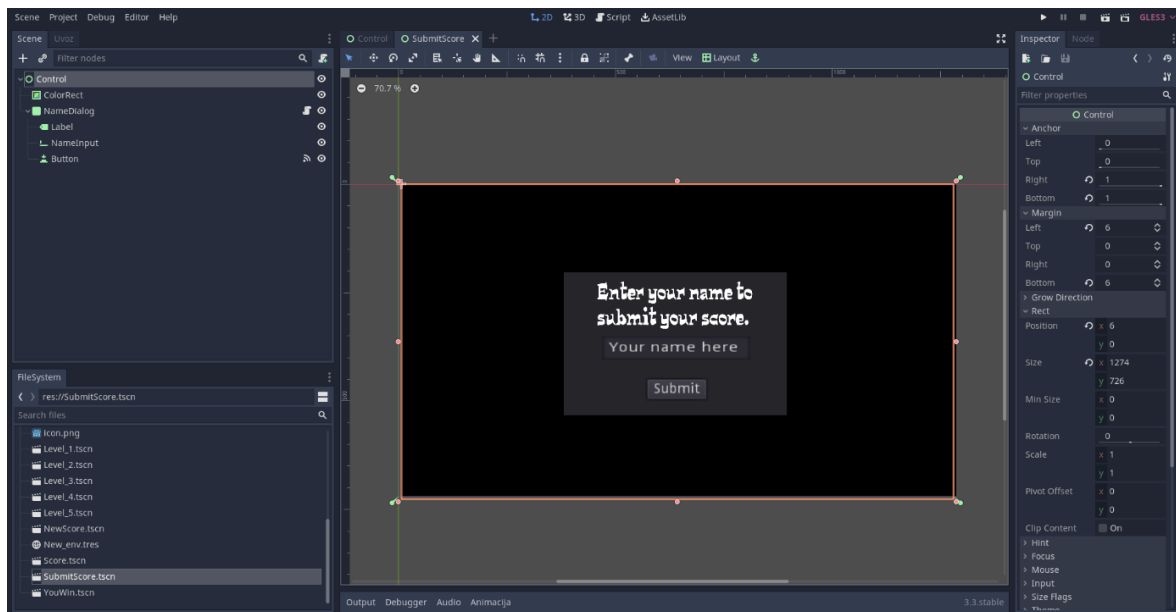 Scene Project Debug Editor Help
2D 3D Script AssetLib
GLES3
Scene Uvoz
Filter nodes
Control
ColorRect
NameDialog
Label
NameInput
Button
FileSystem
res://SubmitScore.tscn
Search files
icon.png
Level_1.tscn
Level_2.tscn
Level_3.tscn
Level_4.tscn
Level_5.tscn
NewScore.tscn
New_env.tres
Score.tscn
SubmitScore.tscn
YouWin.tscn
Control SubmitScore
View Layout
0 500 1000
70.7 %
Enter your name to
submit your score.
Your name here
Submit
Output Debugger Audio Animacija
3.3.stable
Inspector Node
Control
Filter properties
Control
Anchor
Left 0
Top 0
Right 1
Bottom 1
Margin
Left 6
Top 0
Right 0
Bottom 6
Grow Direction
Rect
Position x 6
y 0
Size x 1274
y 726
Min Size x 0
y 0
Rotation 0
Scale x 1
y 1
Pivot Offset x 0
y 0
Clip Content On
Hint
Focus
Mouse
Input
Size Flags
Theme